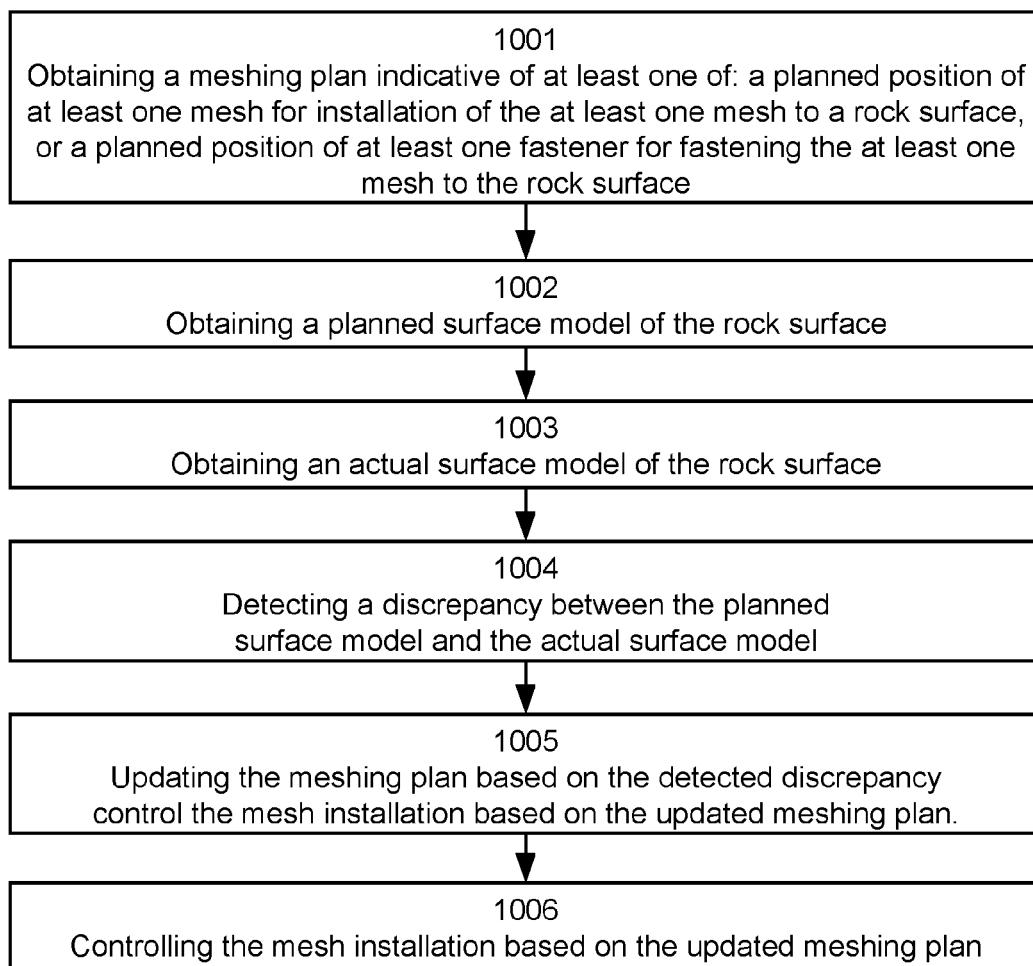 1001
Obtaining a meshing plan indicative of at least one of: a planned position of
at least one mesh for installation of the at least one mesh to a rock surface,
or a planned position of at least one fastener for fastening the at least one
mesh to the rock surface
1002
Obtaining a planned surface model of the rock surface
1003
Obtaining an actual surface model of the rock surface
1004
Detecting a discrepancy between the planned
surface model and the actual surface model
1005
Updating the meshing plan based on the detected discrepancy
control the mesh installation based on the updated meshing plan.
1006
Controlling the mesh installation based on the updated meshing plan